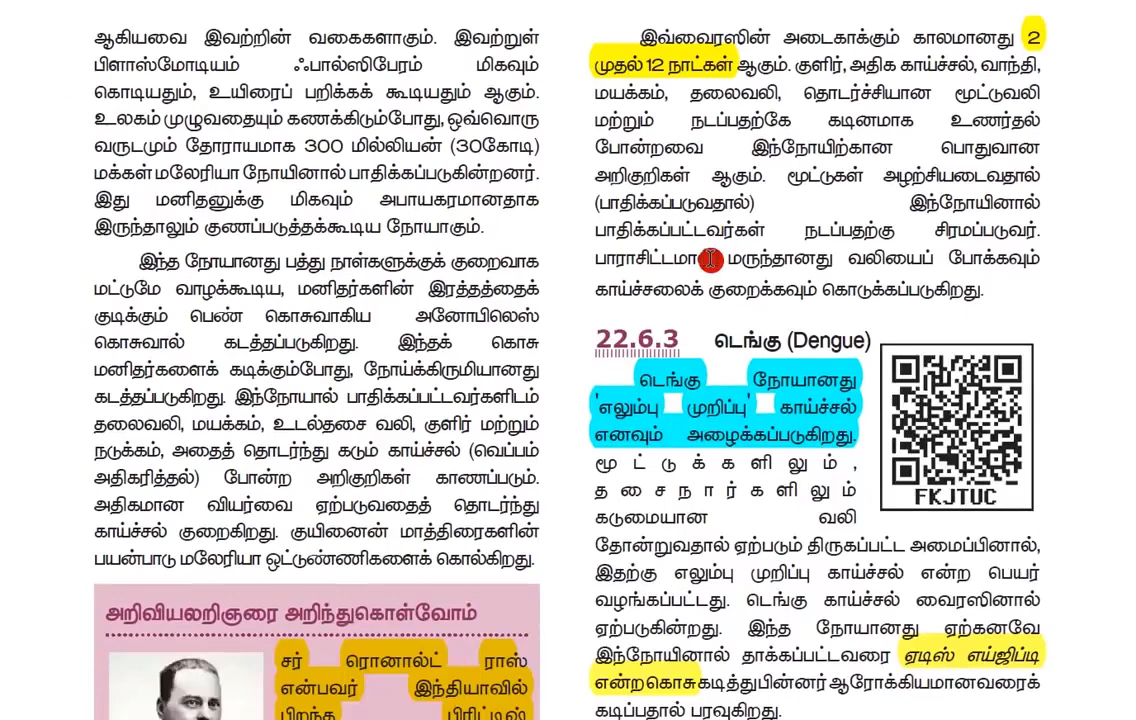 ஆகியவை இவற்றின் வகைகளாகும். இவற்றுள்
பிளாஸ்மோடியம் ஃபால்ஸிபேரம் மிகவும்
கொடியதும், உயிரைப் பறிக்கக் கூடியதும் ஆகும்.
உலகம் முழுவதையும் கணக்கிடும்போது, ஒவ்வொரு
வருடமும் தோராயமாக 300 மில்லியன் (30கோடி)
மக்கள் மலேரியா நோயினால் பாதிக்கப்படுகின்றனர்.
இது மனிதனுக்கு மிகவும் அபாயகரமானதாக
இருந்தாலும் குணப்படுத்தக்கூடிய நோயாகும்.
இந்த நோயானது பத்து நாள்களுக்குக் குறைவாக
மட்டுமே வாழக்கூடிய, மனிதர்களின் இரத்தத்தைக்
குடிக்கும் பெண் கொசுவாகிய அனோபிலெஸ்
கொசுவால் கடத்தப்படுகிறது. இந்தக் கொசு
மனிதர்களைக் கடிக்கும்போது, நோய்க்கிருமியானது
கடத்தப்படுகிறது. இந்நோயால் பாதிக்கப்பட்டவர்களிடம்
தலைவலி, மயக்கம், உடல்தசை வலி, குளிர் மற்றும்
நடுக்கம், அதைத் தொடர்ந்து கடும் காய்ச்சல் (வெப்பம்
அதிகரித்தல்) போன்ற அறிகுறிகள் காணப்படும்.
அதிகமான வியர்வை ஏற்படுவதைத் தொடர்ந்து
காய்ச்சல் குறைகிறது. குயினைன் மாத்திரைகளின்
பயன்பாடு மலேரியா ஒட்டுண்ணிகளைக் கொல்கிறது.
அறிவியலறிஞரை அறிந்துகொள்வோம்
சர் ரொனால்ட் ராஸ்
என்பவர் இந்தியாவில்
பிறந்த பிரிட்டிஷ்
இவ்வைரஸின் அடைகாக்கும் காலமானது 2
முதல் 12 நாட்கள் ஆகும். குளிர், அதிக காய்ச்சல், வாந்தி,
மயக்கம், தலைவலி, தொடர்ச்சியான மூட்டுவலி
மற்றும் நடப்பதற்கே கடினமாக உணர்தல்
போன்றவை இந்நோயிற்கான பொதுவான
அறிகுறிகள் ஆகும். மூட்டுகள் அழற்சியடைவதால்
(பாதிக்கப்படுவதால்) இந்நோயினால்
பாதிக்கப்பட்டவர்கள் நடப்பதற்கு சிரமப்படுவர்.
மருந்தானது வலியைப் போக்கவும்
காய்ச்சலைக் குறைக்கவும் கொடுக்கப்படுகிறது.
22.6.3 டெங்கு (Dengue)
டெங்கு நோயானது
'எலும்பு முறிப்பு' காய்ச்சல்
எனவும் அழைக்கப்படுகிறது.
மூட்டுக்களிலும்,
தசைநார்களிலும்
கடுமையான வலி
தோன்றுவதால் ஏற்படும் திருகப்பட்ட அமைப்பினால்,
இதற்கு எலும்பு முறிப்பு காய்ச்சல் என்ற பெயர்
வழங்கப்பட்டது. டெங்கு காய்ச்சல் வைரஸினால்
ஏற்படுகின்றது. இந்த நோயானது ஏற்கனவே
இந்நோயினால் தாக்கப்பட்டவரை ஏடிஸ் எய்ஜிப்டி
என்ற கொசு கடித்து பின்னர் ஆரோக்கியமானவரைக்
கடிப்பதால் பரவுகிறது.
FKJTUC